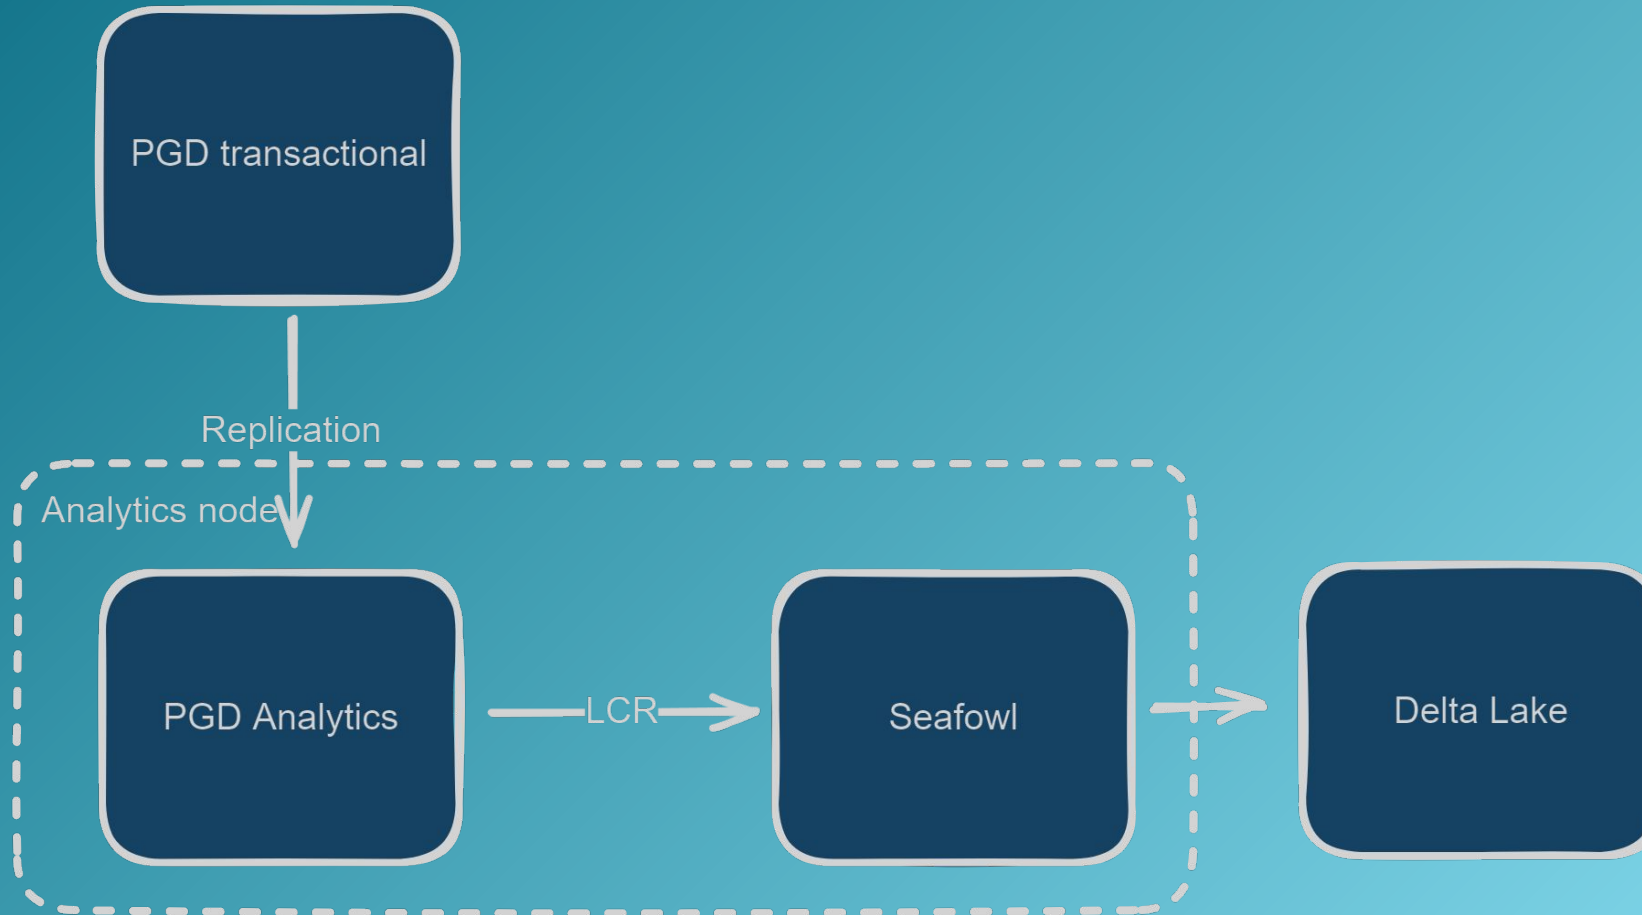 PGD transactional
Replication
Analytics node
PGD Analytics
LCR
Seafowl
Delta Lake